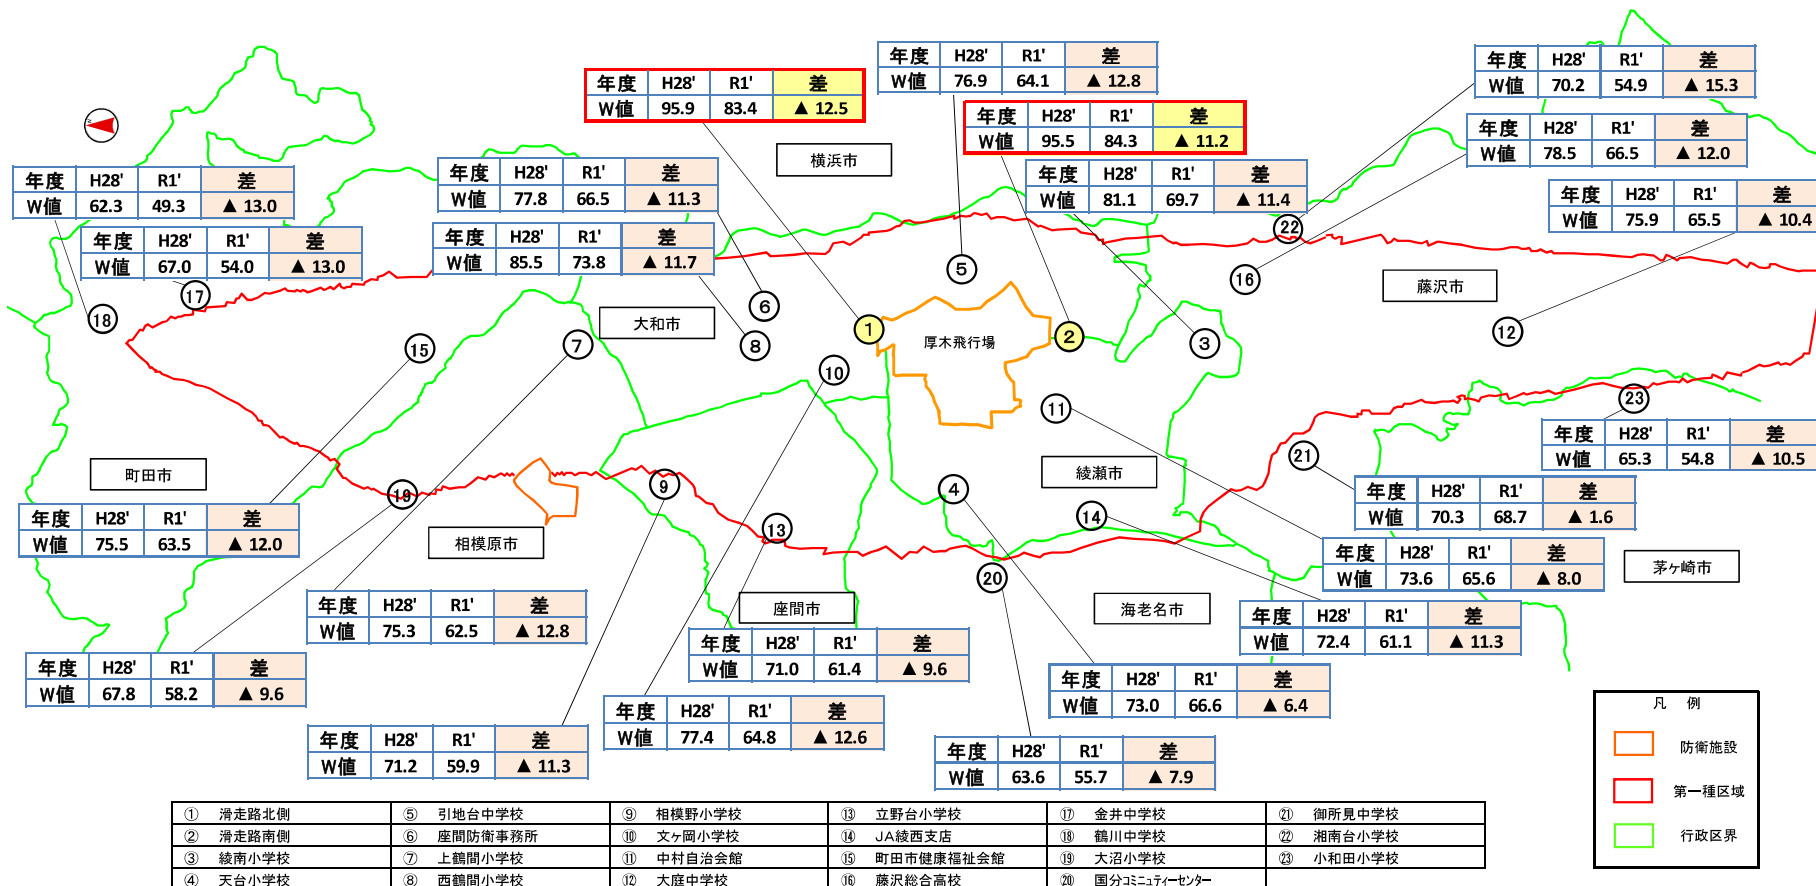 年度 H28' R1' 差
W値 95.9 83.4 ▲ 12.5
年度 H28' R1' 差
W値 76.9 64.1 ▲ 12.8
年度 H28' R1' 差
W値 70.2 54.9 ▲ 15.3
年度 H28' R1' 差
W値 95.5 84.3 ▲ 11.2
年度 H28' R1' 差
W値 78.5 66.5 ▲ 12.0
横浜市
年度 H28' R1' 差
W値 62.3 49.3 ▲ 13.0
年度 H28' R1' 差
W値 77.8 66.5 ▲ 11.3
年度 H28' R1' 差
W値 81.1 69.7 ▲ 11.4
年度 H28' R1' 差
W値 75.9 65.5 ▲ 10.4
年度 H28' R1' 差
W値 67.0 54.0 ▲ 13.0
年度 H28' R1' 差
W値 85.5 73.8 ▲ 11.7
22
5
16
藤沢市
17
18
6
大和市
1
2
12
厚木飛行場
3
15
7
8
10
23
11
年度 H28' R1' 差
W値 65.3 54.8 ▲ 10.5
21
町田市
綾瀬市
19
9
4
14
年度 H28' R1' 差
W値 70.3 68.7 ▲ 1.6
年度 H28' R1' 差
W値 75.5 63.5 ▲ 12.0
13
相模原市
年度 H28' R1' 差
W値 73.6 65.6 ▲ 8.0
茅ヶ崎市
20
年度 H28' R1' 差
W値 75.3 62.5 ▲ 12.8
座間市
海老名市
年度 H28' R1' 差
W値 72.4 61.1 ▲ 11.3
年度 H28' R1' 差
W値 71.0 61.4 ▲ 9.6
年度 H28' R1' 差
W値 67.8 58.2 ▲ 9.6
年度 H28' R1' 差
W値 73.0 66.6 ▲ 6.4
年度 H28' R1' 差
W値 77.4 64.8 ▲ 12.6
年度 H28' R1' 差
W値 71.2 59.9 ▲ 11.3
年度 H28' R1' 差
W値 63.6 55.7 ▲ 7.9
凡 例
防衛施設
第一種区域
行政区界
① 滑走路北側 ⑤ 引地台中学校 ⑨ 相模野小学校 ⑬ 立野台小学校 ⑰ 金井中学校 ㉑ 御所見中学校
② 滑走路南側 ⑥ 座間防衛事務所 ⑩ 文ヶ岡小学校 ⑭ JA綾西支店 ⑱ 鶴川中学校 ㉒ 湘南台小学校
③ 綾南小学校 ⑦ 上鶴間小学校 ⑪ 中村自治会館 ⑮ 町田市健康福祉会館 ⑲ 大沼小学校 ㉓ 小和田小学校
④ 天台小学校 ⑧ 西鶴間小学校 ⑫ 大庭中学校 ⑯ 藤沢総合高校 ⑳ 国分コミュニティーセンター